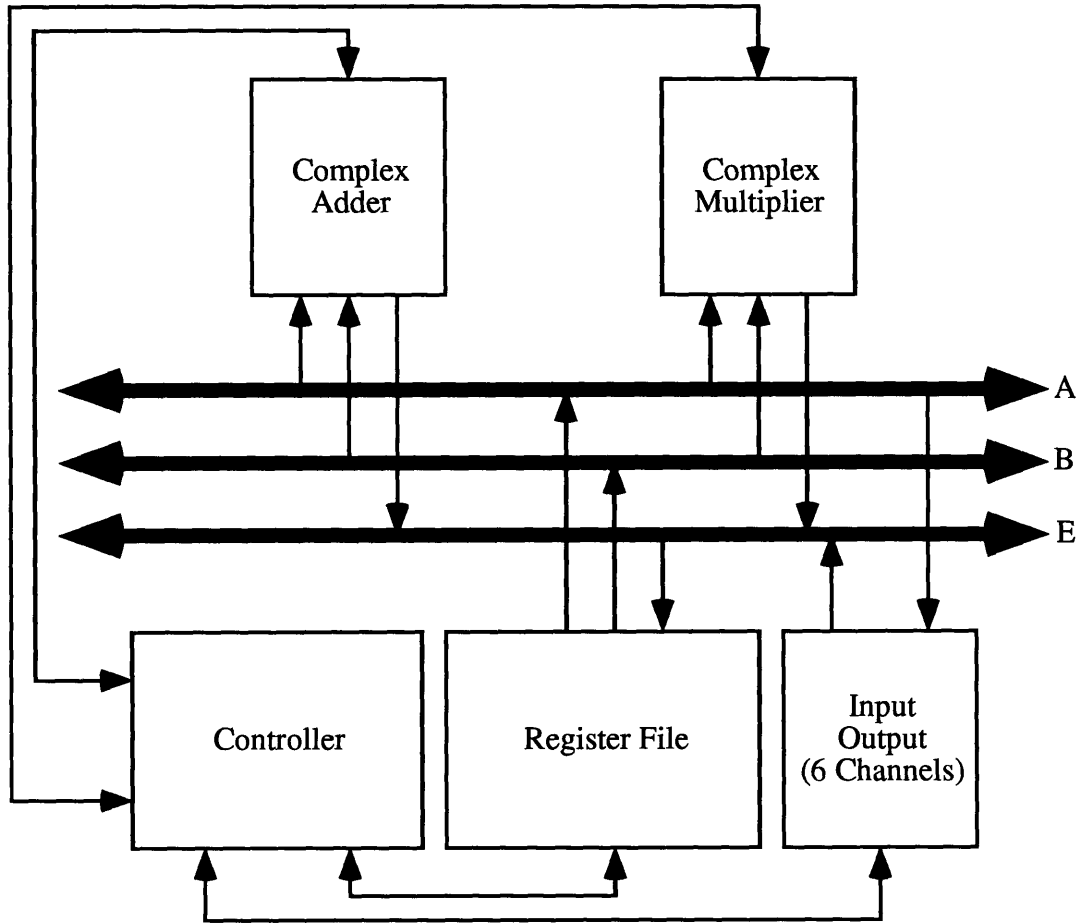 Complex
Adder
Complex
Multiplier
A
B
E
Controller
Register File
Input
Output
(6 Channels)